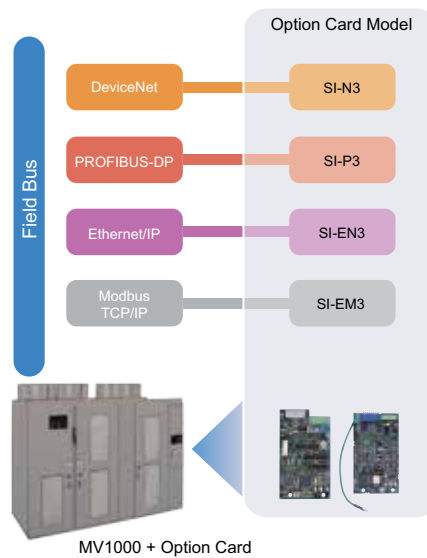 Option Card Model
Field Bus
DeviceNet
SI-N3
PROFIBUS-DP
SI-P3
Ethernet/IP
SI-EN3
Modbus
TCP/IP
SI-EM3
MV1000 + Option Card